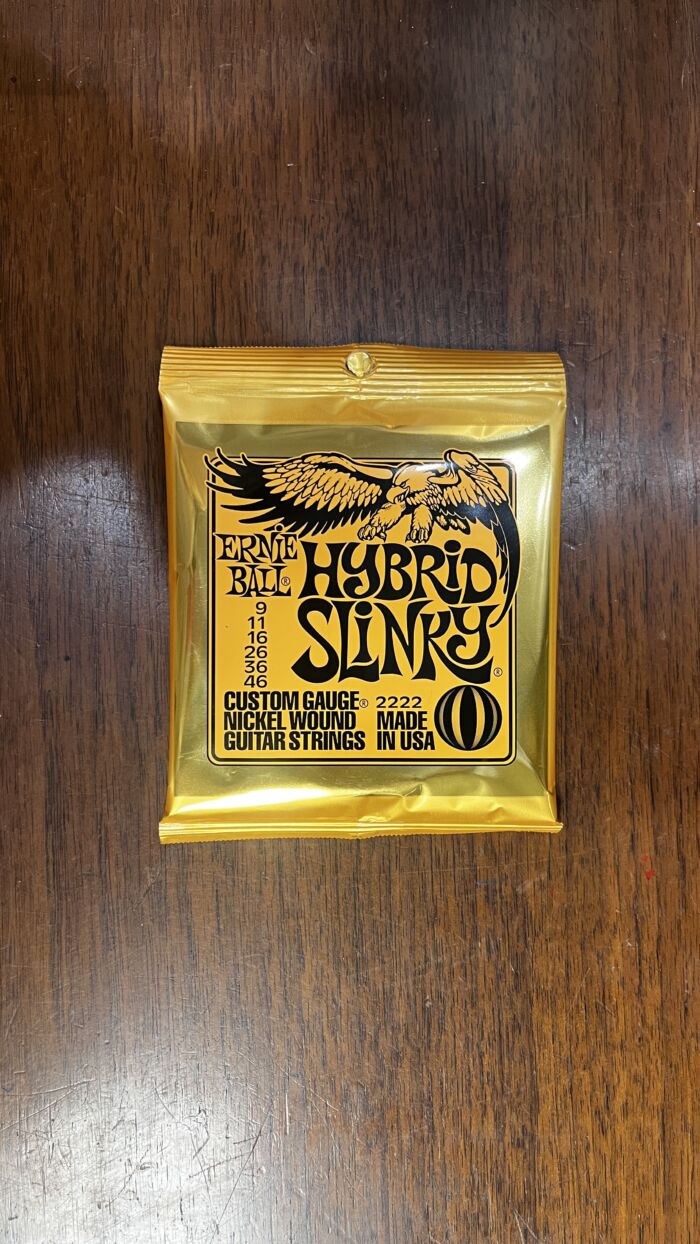 ERNiE
BALL®
HYBRiD
SLiNKY®
9
11
16
26
36
46
CUSTOM GAUGE®
NICKEL WOUND
GUITAR STRINGS
2222
MADE
IN USA